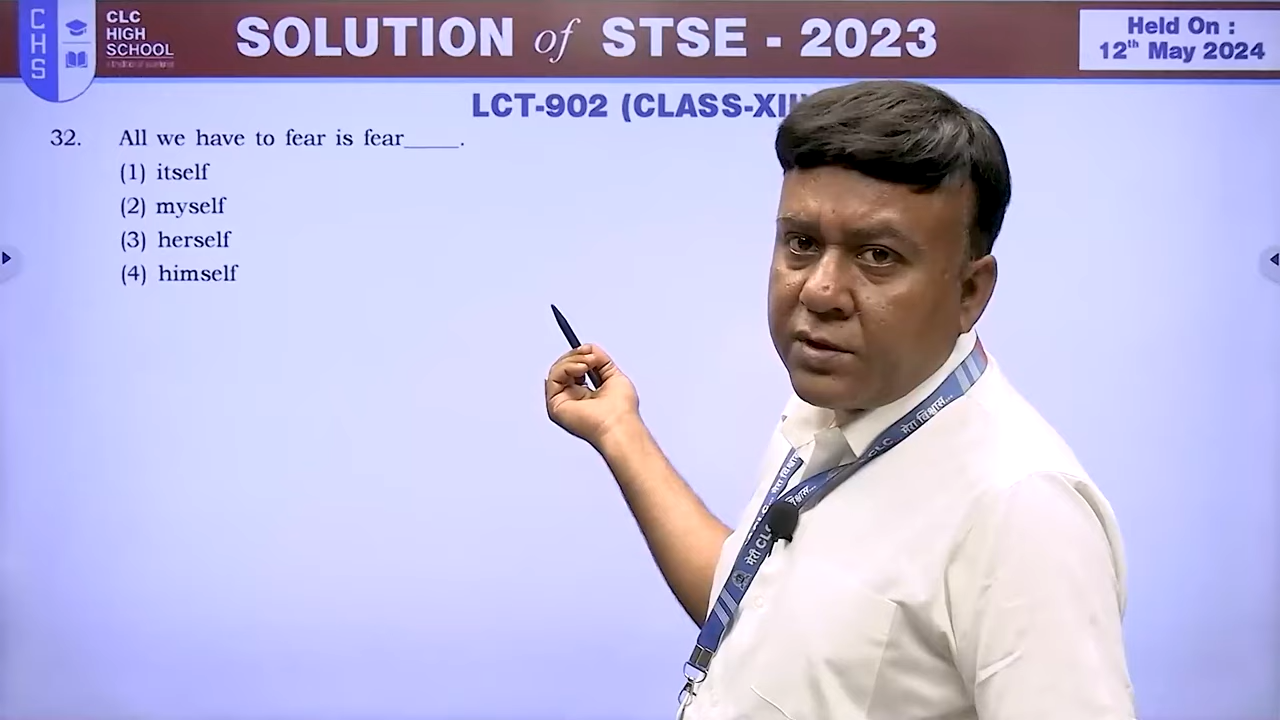 CHS
CLC
HIGH
SCHOOL
SOLUTION of STSE - 2023
Held On :
12th May 2024
LCT-902 (CLASS-XII
32. All we have to fear is fear_____.
(1) itself
(2) myself
(3) herself
(4) himself
मेरा विश्वास...
CLC
मेरी CLC